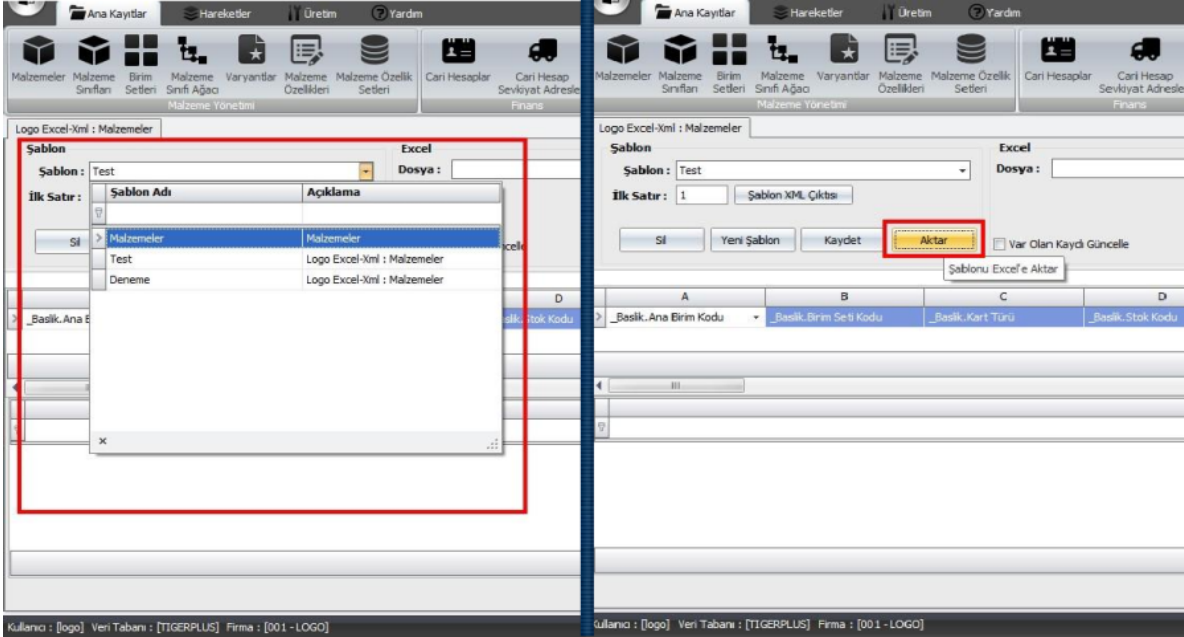 Ana Kayıtlar Hareketler Üretim Yardım
Malzemeler Malzeme Sınıfları Birim Setleri Malzeme Sınıfı Ağacı Varyantlar Malzeme Özellikleri Malzeme Özellik Setleri Cari Hesaplar Cari Hesap Sevkiyat Adresle
Malzeme Yönetimi Finans
Logo Excel-Xml : Malzemeler
Şablon Excel
Şablon : Test Dosya :
İlk Satır :
Şablon Adı Açıklama
Sil
Malzemeler Malzemeler
Test Logo Excel-Xml : Malzemeler
Deneme Logo Excel-Xml : Malzemeler
ncelle
D
_Baslik.Ana B slik.Stok Kodu
Kullanıcı : [logo] Veri Tabanı : [TIGERPLUS] Firma : [001 - LOGO]
Ana Kayıtlar Hareketler Üretim Yardım
Malzemeler Malzeme Sınıfları Birim Setleri Malzeme Sınıfı Ağacı Varyantlar Malzeme Özellikleri Malzeme Özellik Setleri Cari Hesaplar Cari Hesap Sevkiyat Adresle
Malzeme Yönetimi Finans
Logo Excel-Xml : Malzemeler
Şablon Excel
Şablon : Test Dosya :
İlk Satır : 1 Şablon XML Çıktısı
Sil Yeni Şablon Kaydet Aktar Var Olan Kaydı Güncelle
Şablonu Excel'e Aktar
A B C D
_Baslik.Ana Birim Kodu _Baslik.Birim Seti Kodu _Baslik.Kart Türü _Baslik.Stok Kodu
Kullanıcı : [logo] Veri Tabanı : [TIGERPLUS] Firma : [001 - LOGO]